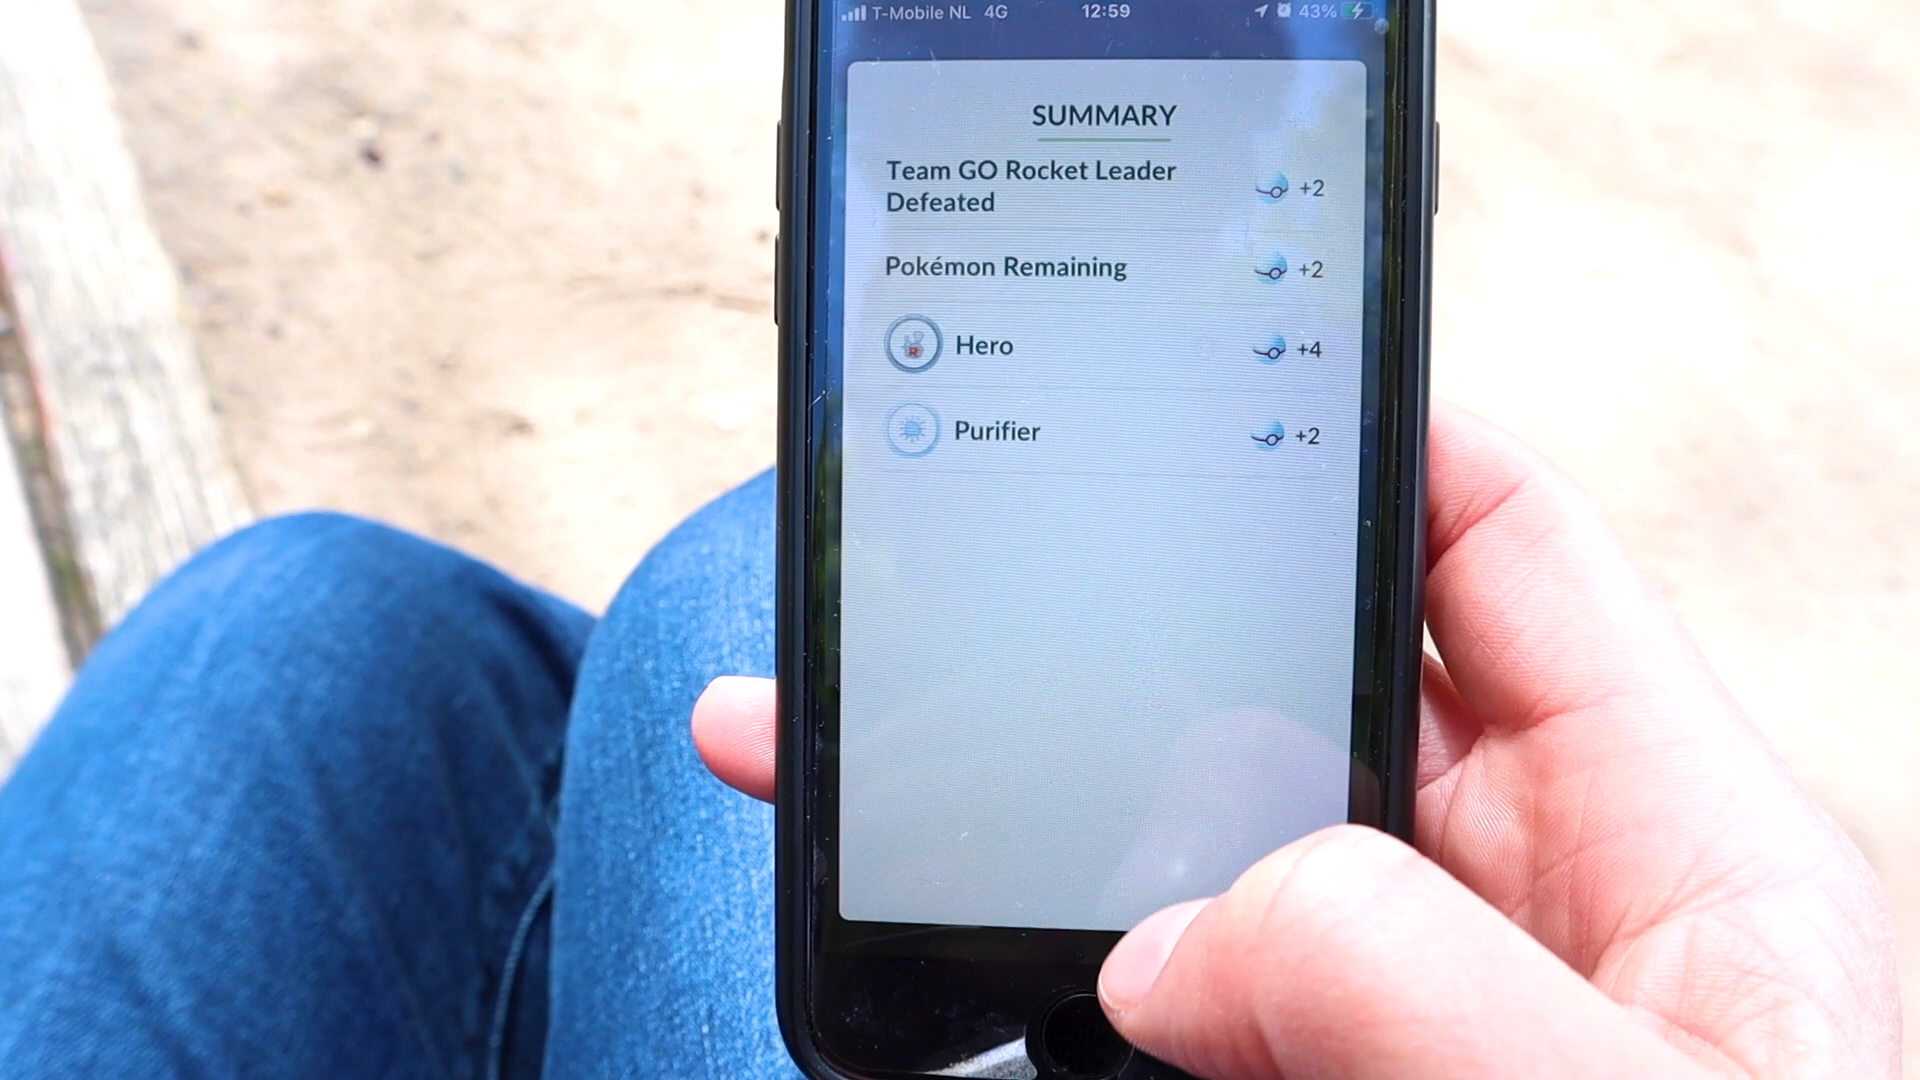 T-Mobile NL 4G 12:59 43%
SUMMARY
Team GO Rocket Leader
Defeated
+2
Pokémon Remaining +2
R
Hero +4
Purifier +2